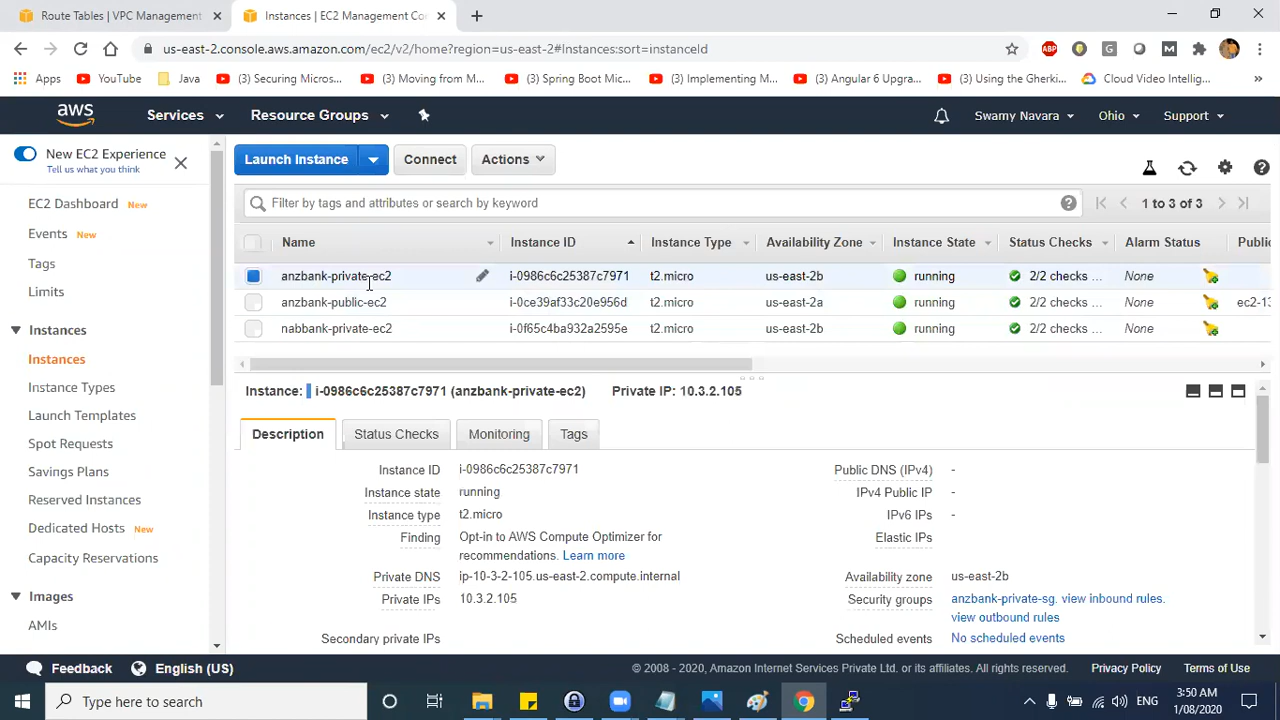 Route Tables | VPC Management
Instances | EC2 Management Con
us-east-2.console.aws.amazon.com/ec2/v2/home?region=us-east-2#Instances:sort=instanceId
ABP G M
Apps YouTube Java (3) Securing Micros... (3) Moving from M... (3) Spring Boot Mic... (3) Implementing M... (3) Angular 6 Upgra... (3) Using the Gherki... Cloud Video Intellig...
aws Services Resource Groups Swamy Navara Ohio Support
New EC2 Experience
Tell us what you think
EC2 Dashboard New
Events New
Tags
Limits
Instances
Instances
Instance Types
Launch Templates
Spot Requests
Savings Plans
Reserved Instances
Dedicated Hosts New
Capacity Reservations
Images
AMIs
Launch Instance Connect Actions
Filter by tags and attributes or search by keyword
1 to 3 of 3
Name Instance ID Instance Type Availability Zone Instance State Status Checks Alarm Status Public
anzbank-private-ec2 i-0986c6c25387c7971 t2.micro us-east-2b running 2/2 checks ... None
anzbank-public-ec2 i-0ce39af33c20e956d t2.micro us-east-2a running 2/2 checks ... None ec2-13
nabbank-private-ec2 i-0f65c4ba932a2595e t2.micro us-east-2b running 2/2 checks ... None
Instance: i-0986c6c25387c7971 (anzbank-private-ec2) Private IP: 10.3.2.105
Description Status Checks Monitoring Tags
Instance ID i-0986c6c25387c7971
Instance state running
Instance type t2.micro
Finding Opt-in to AWS Compute Optimizer for
recommendations. Learn more
Private DNS ip-10-3-2-105.us-east-2.compute.internal
Private IPs 10.3.2.105
Secondary private IPs
Public DNS (IPv4) -
IPv4 Public IP -
IPv6 IPs -
Elastic IPs
Availability zone us-east-2b
Security groups anzbank-private-sg. view inbound rules.
view outbound rules
Scheduled events No scheduled events
Feedback English (US) © 2008 - 2020, Amazon Internet Services Private Ltd. or its affiliates. All rights reserved. Privacy Policy Terms of Use
Type here to search
ENG
3:50 AM
1/08/2020